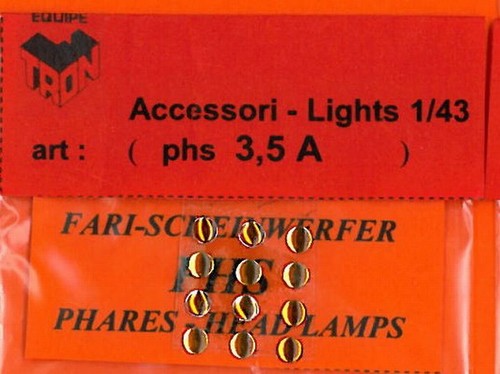 EQUIPE
TRON
Accessori - Lights 1/43
art : ( phs 3,5 A )
FARI-SCHEINWERFER
PHS
PHARES - HEAD LAMPS